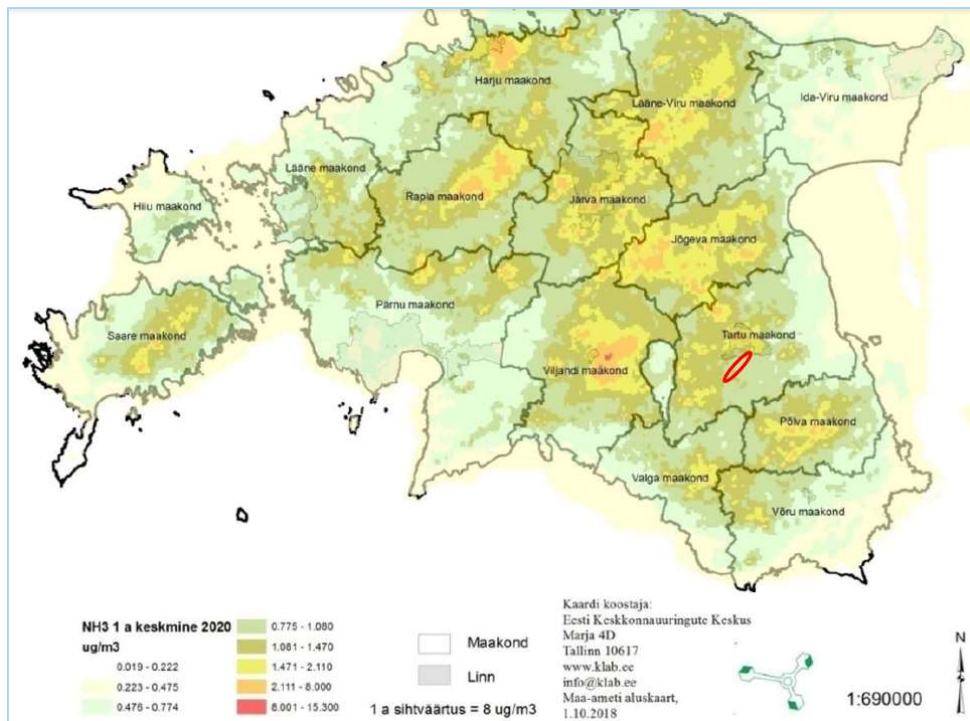 Harju maakond
Lääne-Viru maakond
Ida-Viru maakond
Lääne maakond
Rapla maakond
Järva maakond
Hiiu maakond
Jõgeva maakond
Pärnu maakond
Saare maakond
Tartu maakond
Viljandi maakond
Põlva maakond
Valga maakond
Võru maakond
NH3 1 a keskmine 2020
ug/m3
0.019 - 0.222
0.223 - 0.475
0.476 - 0.774
0.775 - 1.080
1.081 - 1.470
1.471 - 2.110
2.111 - 8.000
8.001 - 15.300
Maakond
Linn
1 a sihtväärtus = 8 ug/m3
Kaardi koostaja:
Eesti Keskkonnauuringute Keskus
Marja 4D
Tallinn 10617
www.klab.ee
info@klab.ee
Maa-ameti aluskaart,
1.10.2018
N
1:690000